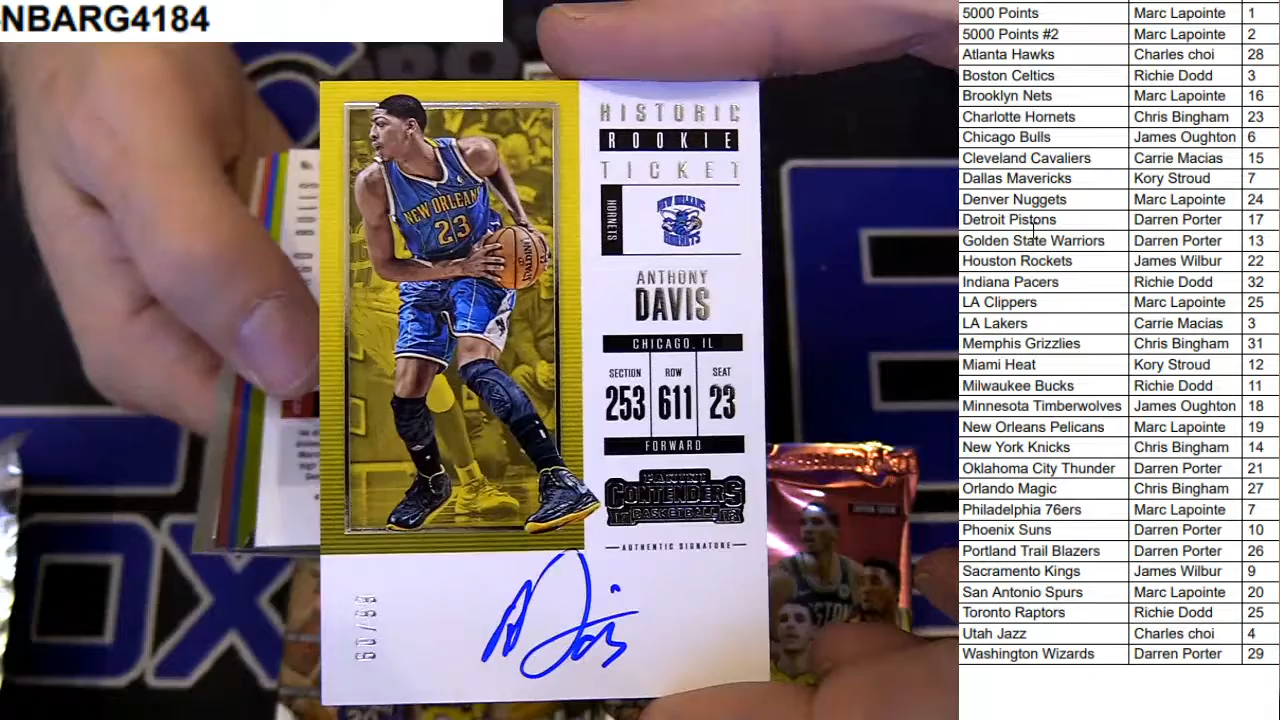 NBARG4184
HISTORIC
ROOKIE
TICKET
HORNETS
NEW ORLEANS
HORNETS
ANTHONY
DAVIS
CHICAGO, IL
SECTION ROW SEAT
253 611 23
FORWARD
PANINI
CONTENDERS
17 BASKETBALL 18
AUTHENTIC SIGNATURE
NEW ORLEANS
23
SPALDING
5000 Points Marc Lapointe 1
5000 Points #2 Marc Lapointe 2
Atlanta Hawks Charles choi 28
Boston Celtics Richie Dodd 3
Brooklyn Nets Marc Lapointe 16
Charlotte Hornets Chris Bingham 23
Chicago Bulls James Oughton 6
Cleveland Cavaliers Carrie Macias 15
Dallas Mavericks Kory Stroud 7
Denver Nuggets Marc Lapointe 24
Detroit Pistons Darren Porter 17
Golden State Warriors Darren Porter 13
Houston Rockets James Wilbur 22
Indiana Pacers Richie Dodd 32
LA Clippers Marc Lapointe 25
LA Lakers Carrie Macias 3
Memphis Grizzlies Chris Bingham 31
Miami Heat Kory Stroud 12
Milwaukee Bucks Richie Dodd 11
Minnesota Timberwolves James Oughton 18
New Orleans Pelicans Marc Lapointe 19
New York Knicks Chris Bingham 14
Oklahoma City Thunder Darren Porter 21
Orlando Magic Chris Bingham 27
Philadelphia 76ers Marc Lapointe 7
Phoenix Suns Darren Porter 10
Portland Trail Blazers Darren Porter 26
Sacramento Kings James Wilbur 9
San Antonio Spurs Marc Lapointe 20
Toronto Raptors Richie Dodd 25
Utah Jazz Charles choi 4
Washington Wizards Darren Porter 29